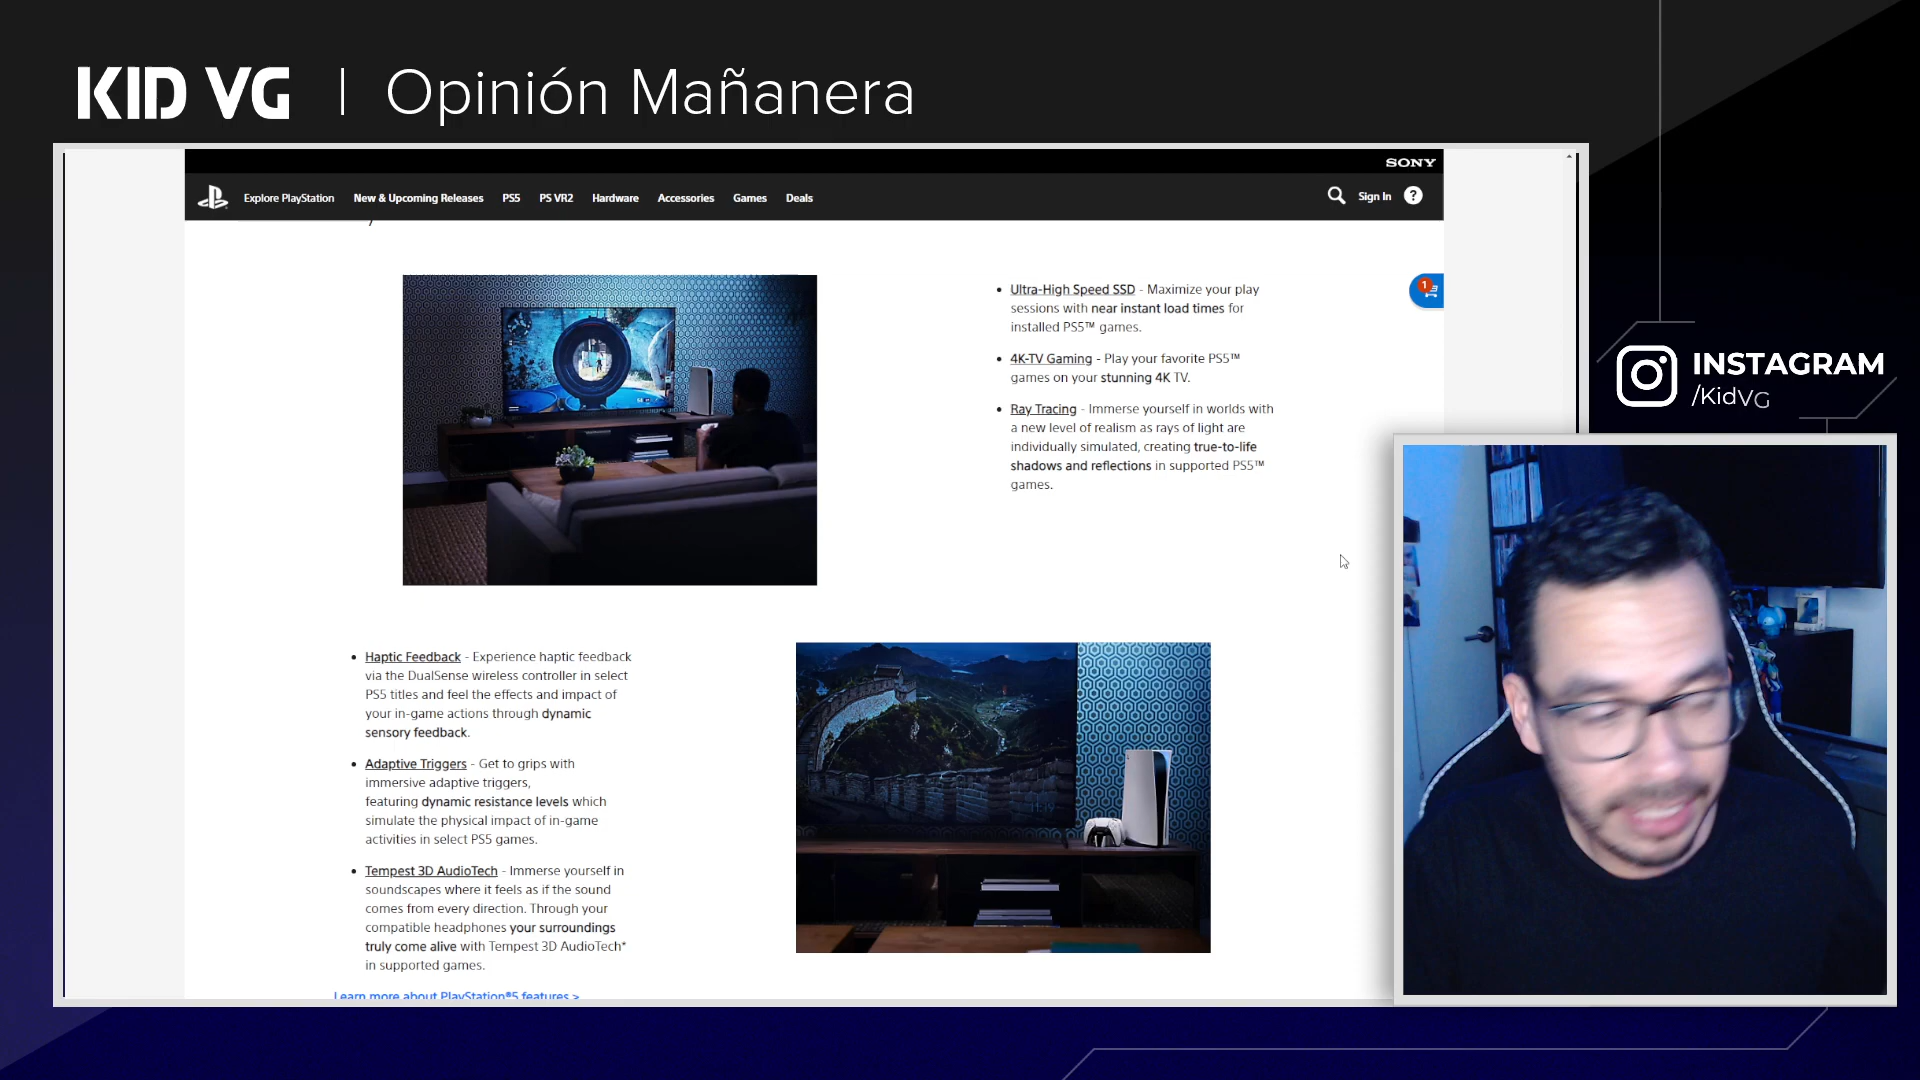 KID VG | Opinión Mañanera
SONY
Explore PlayStation New & Upcoming Releases PS5 PS VR2 Hardware Accessories Games Deals Sign In ?
1
• Ultra-High Speed SSD - Maximize your play
sessions with near instant load times for
installed PS5™ games.
• 4K-TV Gaming - Play your favorite PS5™
games on your stunning 4K TV.
• Ray Tracing - Immerse yourself in worlds with
a new level of realism as rays of light are
individually simulated, creating true-to-life
shadows and reflections in supported PS5™
games.
INSTAGRAM
/KidVG
• Haptic Feedback - Experience haptic feedback
via the DualSense wireless controller in select
PS5 titles and feel the effects and impact of
your in-game actions through dynamic
sensory feedback.
• Adaptive Triggers - Get to grips with
immersive adaptive triggers,
featuring dynamic resistance levels which
simulate the physical impact of in-game
activities in select PS5 games.
• Tempest 3D AudioTech - Immerse yourself in
soundscapes where it feels as if the sound
comes from every direction. Through your
compatible headphones your surroundings
truly come alive with Tempest 3D AudioTech*
in supported games.
Learn more about PlayStation®5 features >
11:19